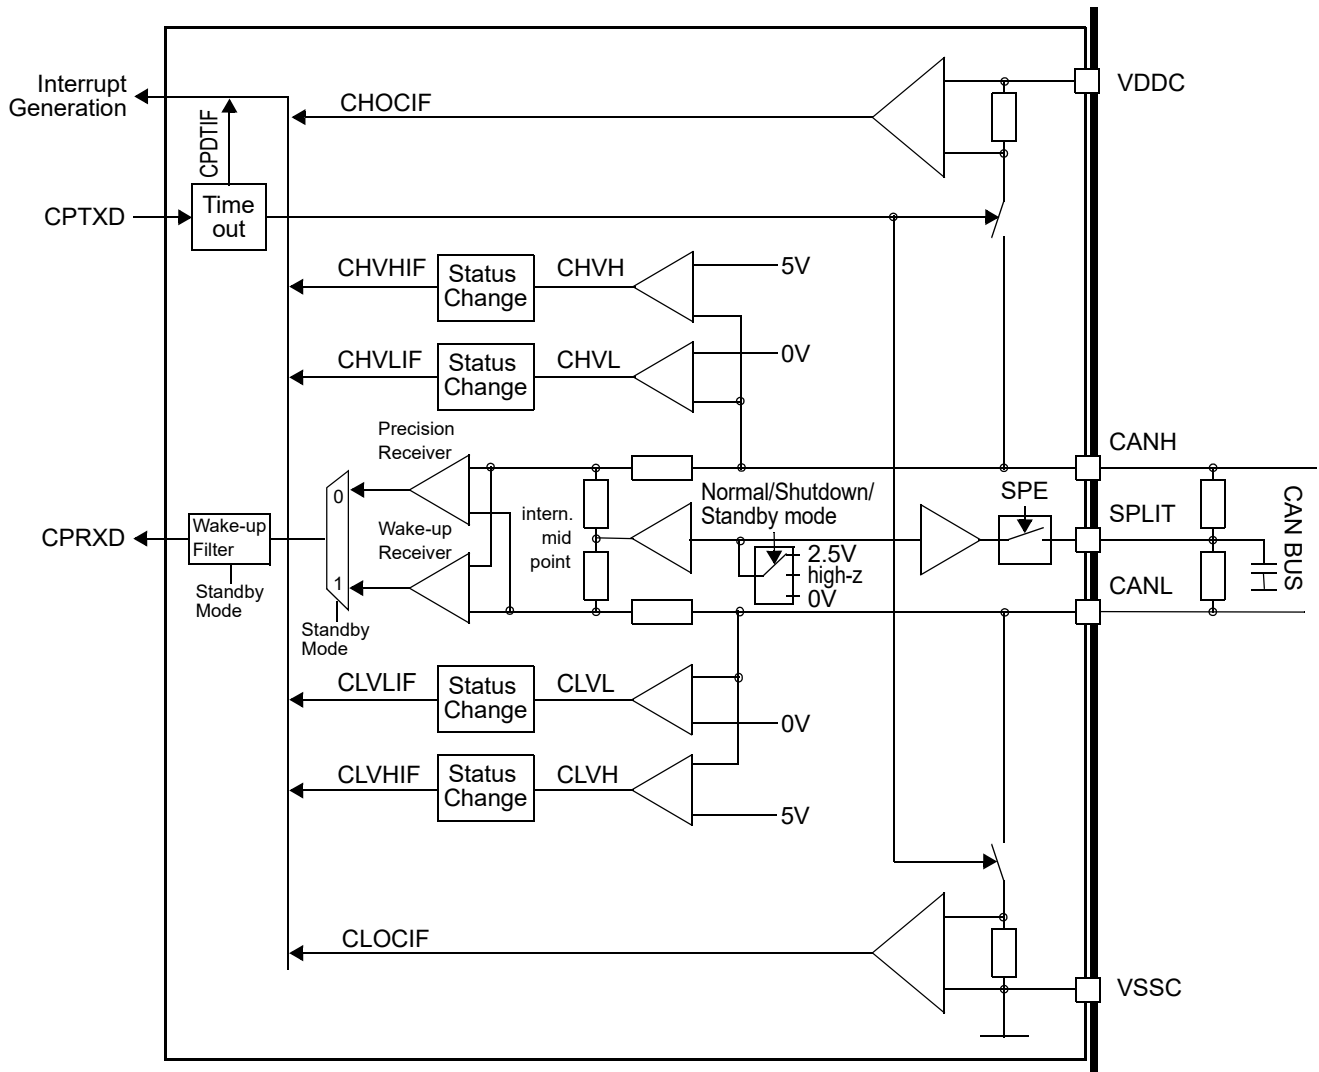 Interrupt
Generation
CPDTIF
CHOCIF
VDDC
CPTXD
Time
out
CHVHIF
Status
Change
CHVH
5V
CHVLIF
Status
Change
CHVL
0V
Precision
Receiver
CANH
0
Normal/Shutdown/
Standby mode
SPE
intern.
mid
point
SPLIT
CPRXD
Wake-up
Filter
Wake-up
Receiver
2.5V
high-z
0V
CAN BUS
1
CANL
Standby
Mode
Standby
Mode
CLVLIF
Status
Change
CLVL
0V
CLVHIF
Status
Change
CLVH
5V
CLOCIF
VSSC